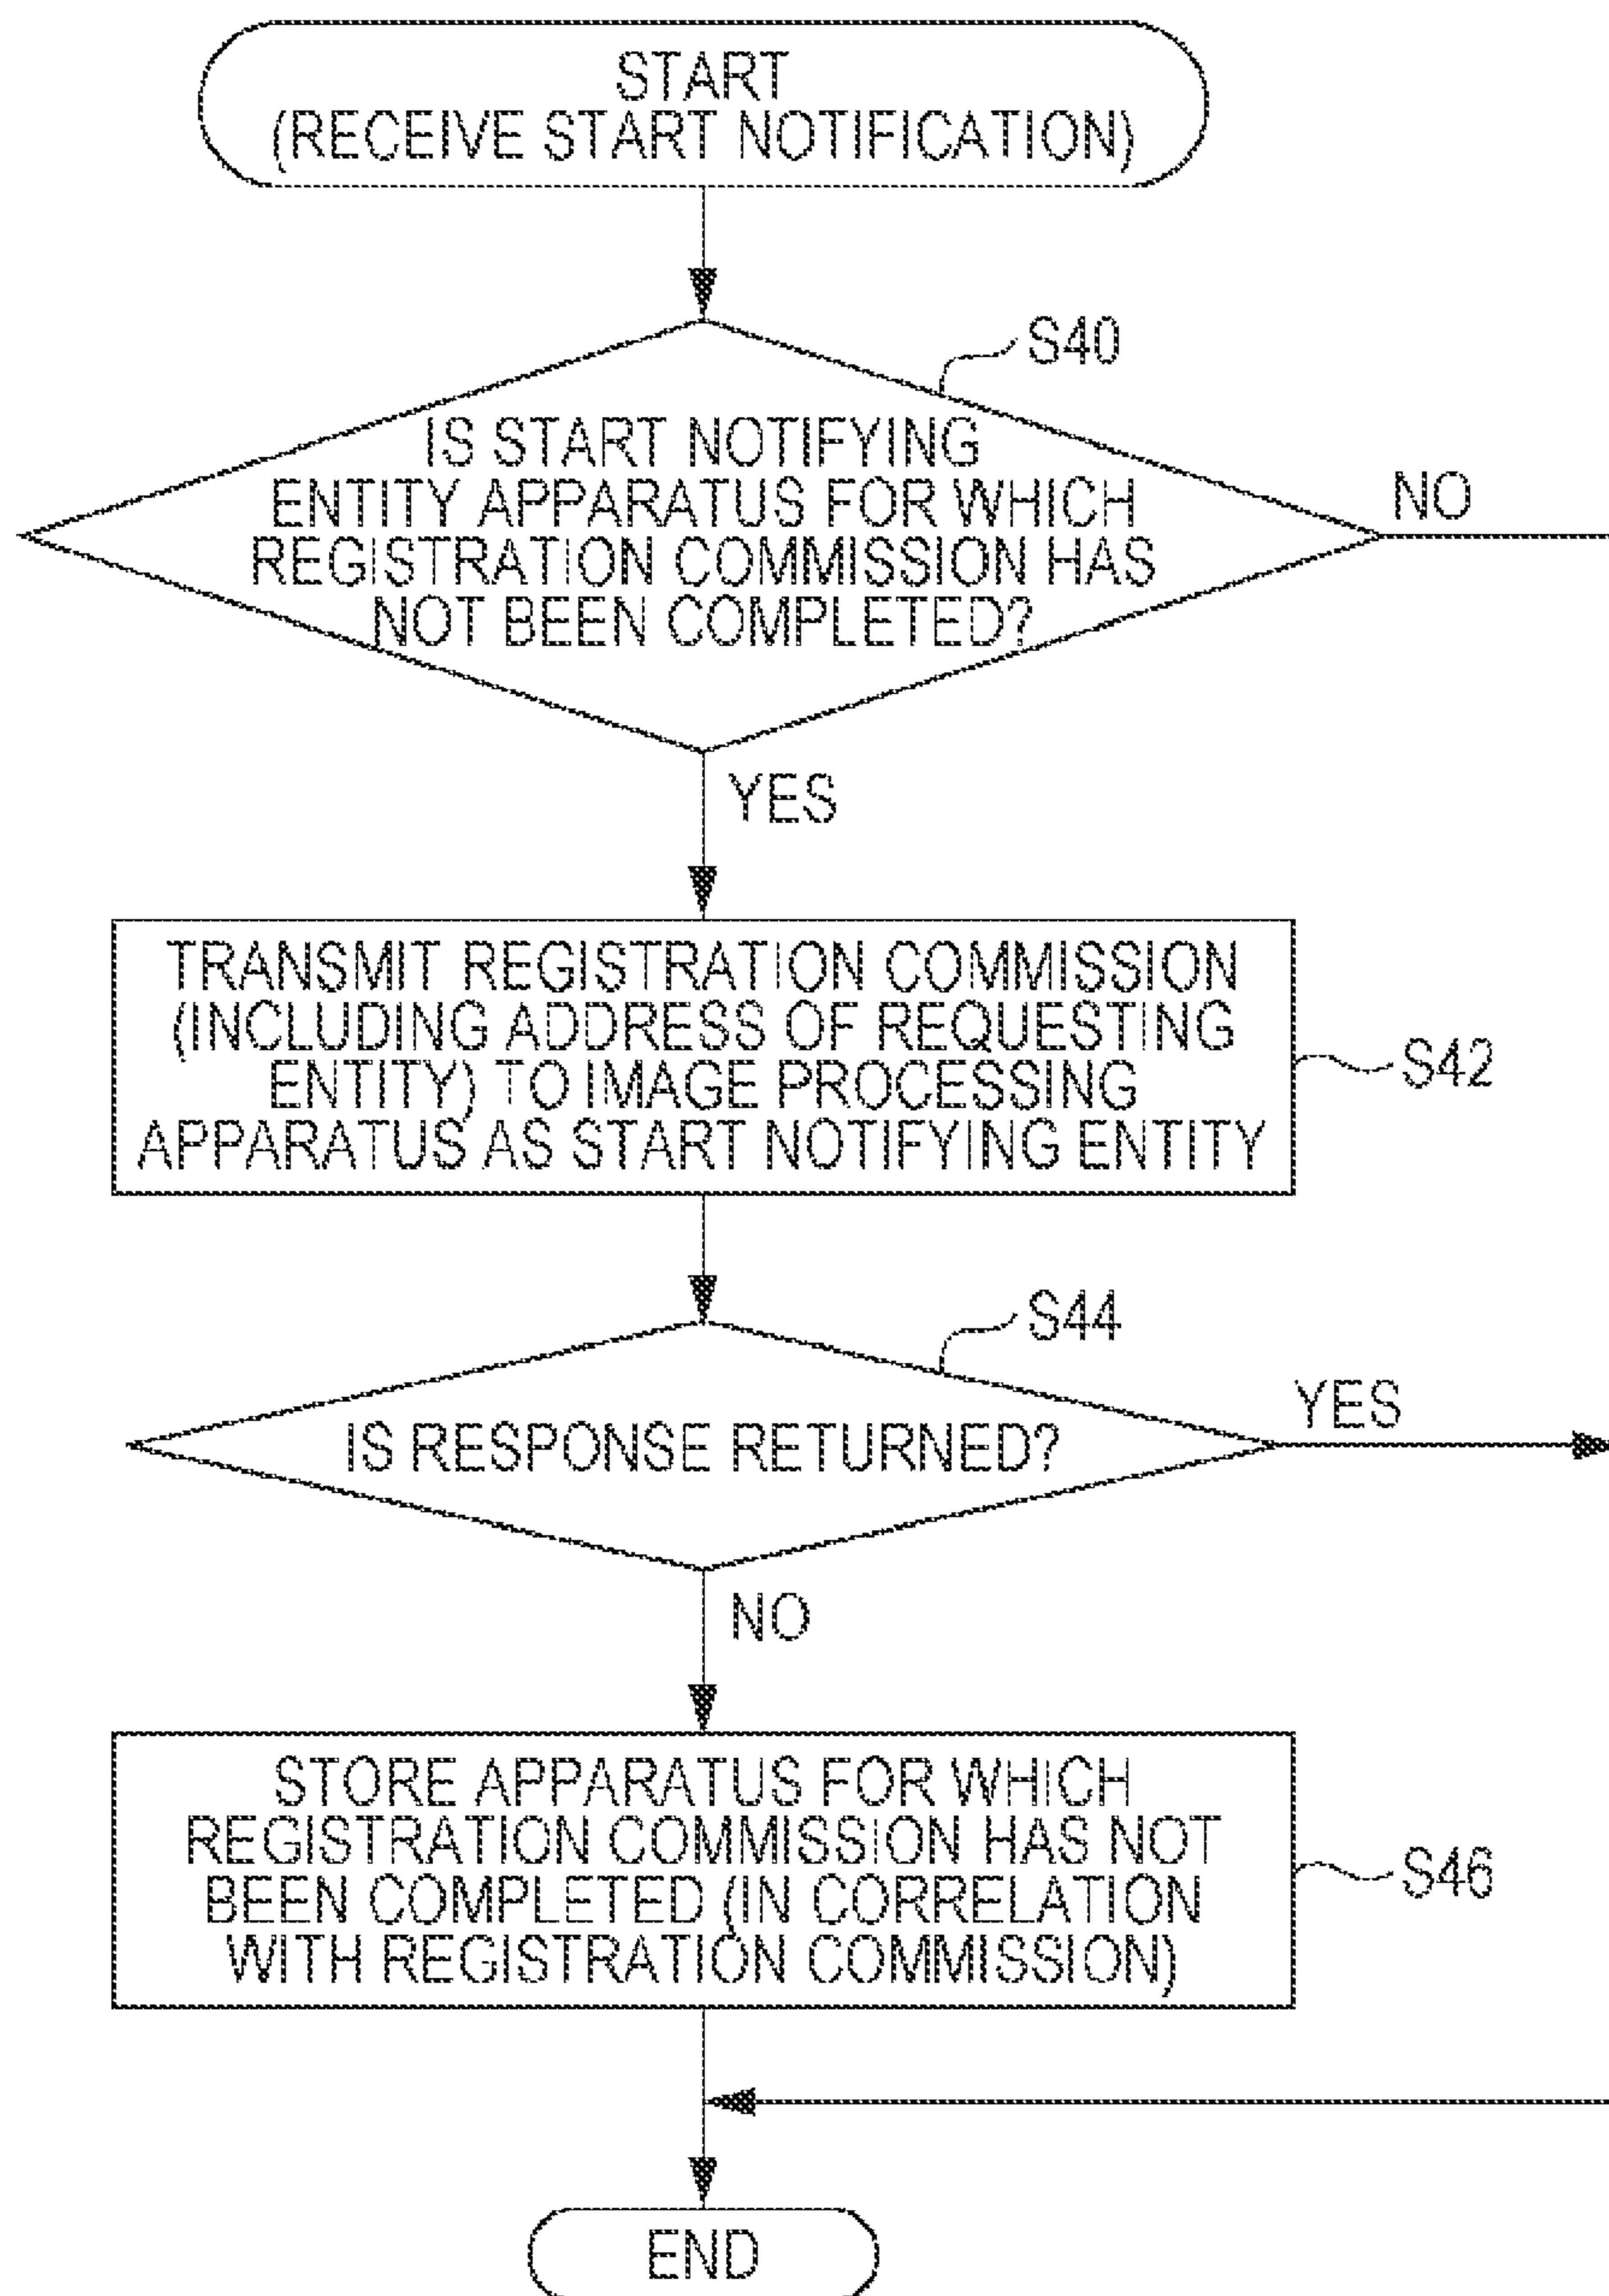 START
(RECEIVE START NOTIFICATION)
S40
IS START NOTIFYING
ENTITY APPARATUS FOR WHICH
REGISTRATION COMMISSION HAS
NOT BEEN COMPLETED?
NO
YES
TRANSMIT REGISTRATION COMMISSION
(INCLUDING ADDRESS OF REQUESTING
ENTITY) TO IMAGE PROCESSING
APPARATUS AS START NOTIFYING ENTITY
S42
S44
IS RESPONSE RETURNED?
YES
NO
STORE APPARATUS FOR WHICH
REGISTRATION COMMISSION HAS NOT
BEEN COMPLETED (IN CORRELATION
WITH REGISTRATION COMMISSION)
S46
END